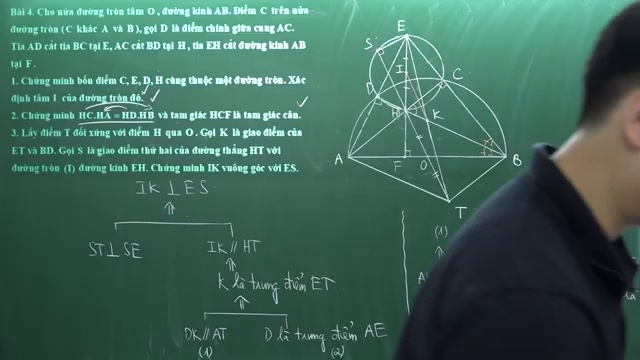 Bài 4. Cho nửa đường tròn tâm O, đường kính AB. Điểm C trên nửa
đường tròn (C khác A và B), gọi D là điểm chính giữa cung AC.
Tia AD cắt tia BC tại E, AC cắt BD tại H, tia EH cắt đường kính AB
tại F.
1. Chứng minh bốn điểm C, E, D, H cùng thuộc một đường tròn. Xác
định tâm I của đường tròn đó.
2. Chứng minh HC.HA = HD.HB và tam giác HCF là tam giác cân.
3. Lấy điểm T đối xứng với điểm H qua O. Gọi K là giao điểm của
ET và BD. Gọi S là giao điểm thứ hai của đường thẳng HT với
đường tròn (I) đường kính EH. Chứng minh IK vuông góc với ES.
E
S
I
D
C
H
K
A
F
O
B
T
IK ⊥ ES
⇑
ST ⊥ SE
IK // HT
⇑
K là trung điểm ET
⇑
DK // AT
D là trung điểm AE
(1)
(2)
(1)
⇑